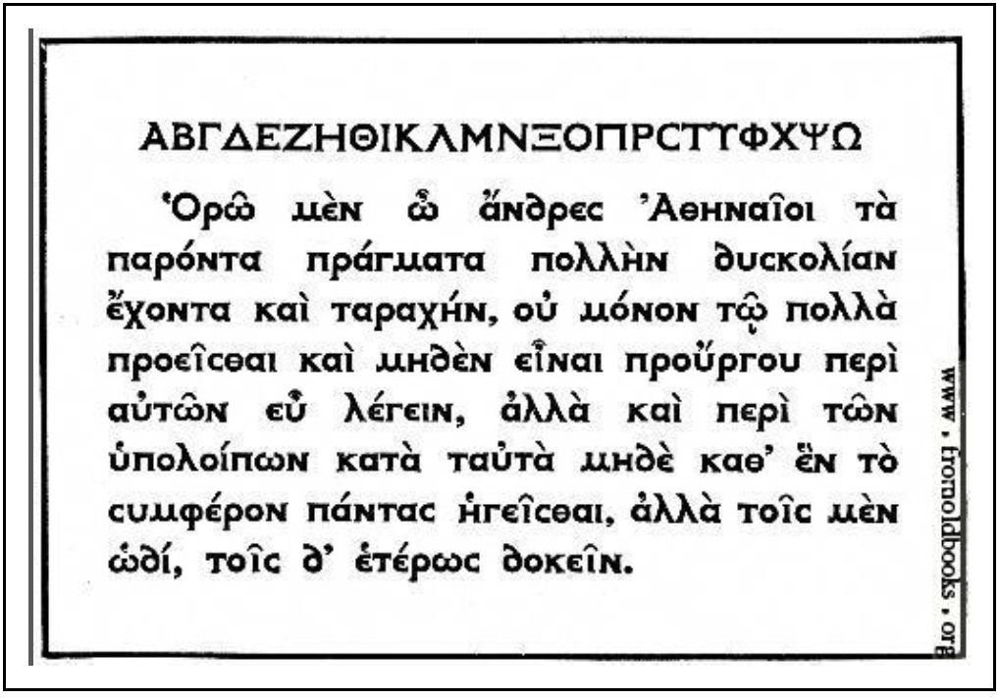 ΑΒΓΔΕΖΗΘΙΚΛΜΝΞΟΠΡϹΤΥΦΧΨΩ
Ὁρῶ μὲν ὦ ἄνδρεϲ Ἀθηναῖοι τὰ
παρόντα πράγματα πολλὴν δυϲκολίαν
ἔχοντα καὶ ταραχήν, οὐ μόνον τῷ πολλὰ
προεῖϲθαι καὶ μηδὲν εἶναι προὔργου περὶ
αὐτῶν εὖ λέγειν, ἀλλὰ καὶ περὶ τῶν
ὑπολοίπων κατὰ ταὐτὰ μηδὲ καθ’ ἓν τὸ
ϲυμφέρον πάνταϲ ἡγεῖϲθαι, ἀλλὰ τοῖϲ μὲν
ὡδί, τοῖϲ δ’ ἑτέρωϲ δοκεῖν.
www . fromoldbooks . org